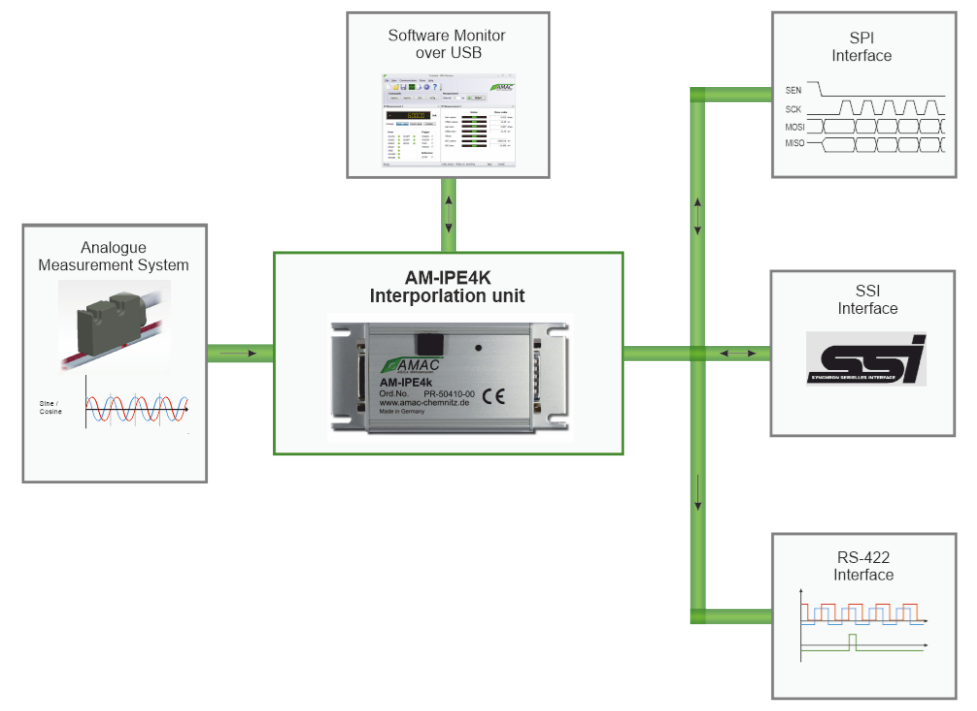 Software Monitor
over USB
AMAC
SPI
Interface
SEN
SCK
MOSI
MISO
Analogue
Measurement System
Sine /
Cosine
AM-IPE4K
Interporlation unit
AMAC
AM-IPE4k
Ord.No. PR-50410-00
www.amac-chemnitz.de
Made in Germany
CE
SSI
Interface
SSI
SYNCHRON SERIELLES INTERFACE
RS-422
Interface